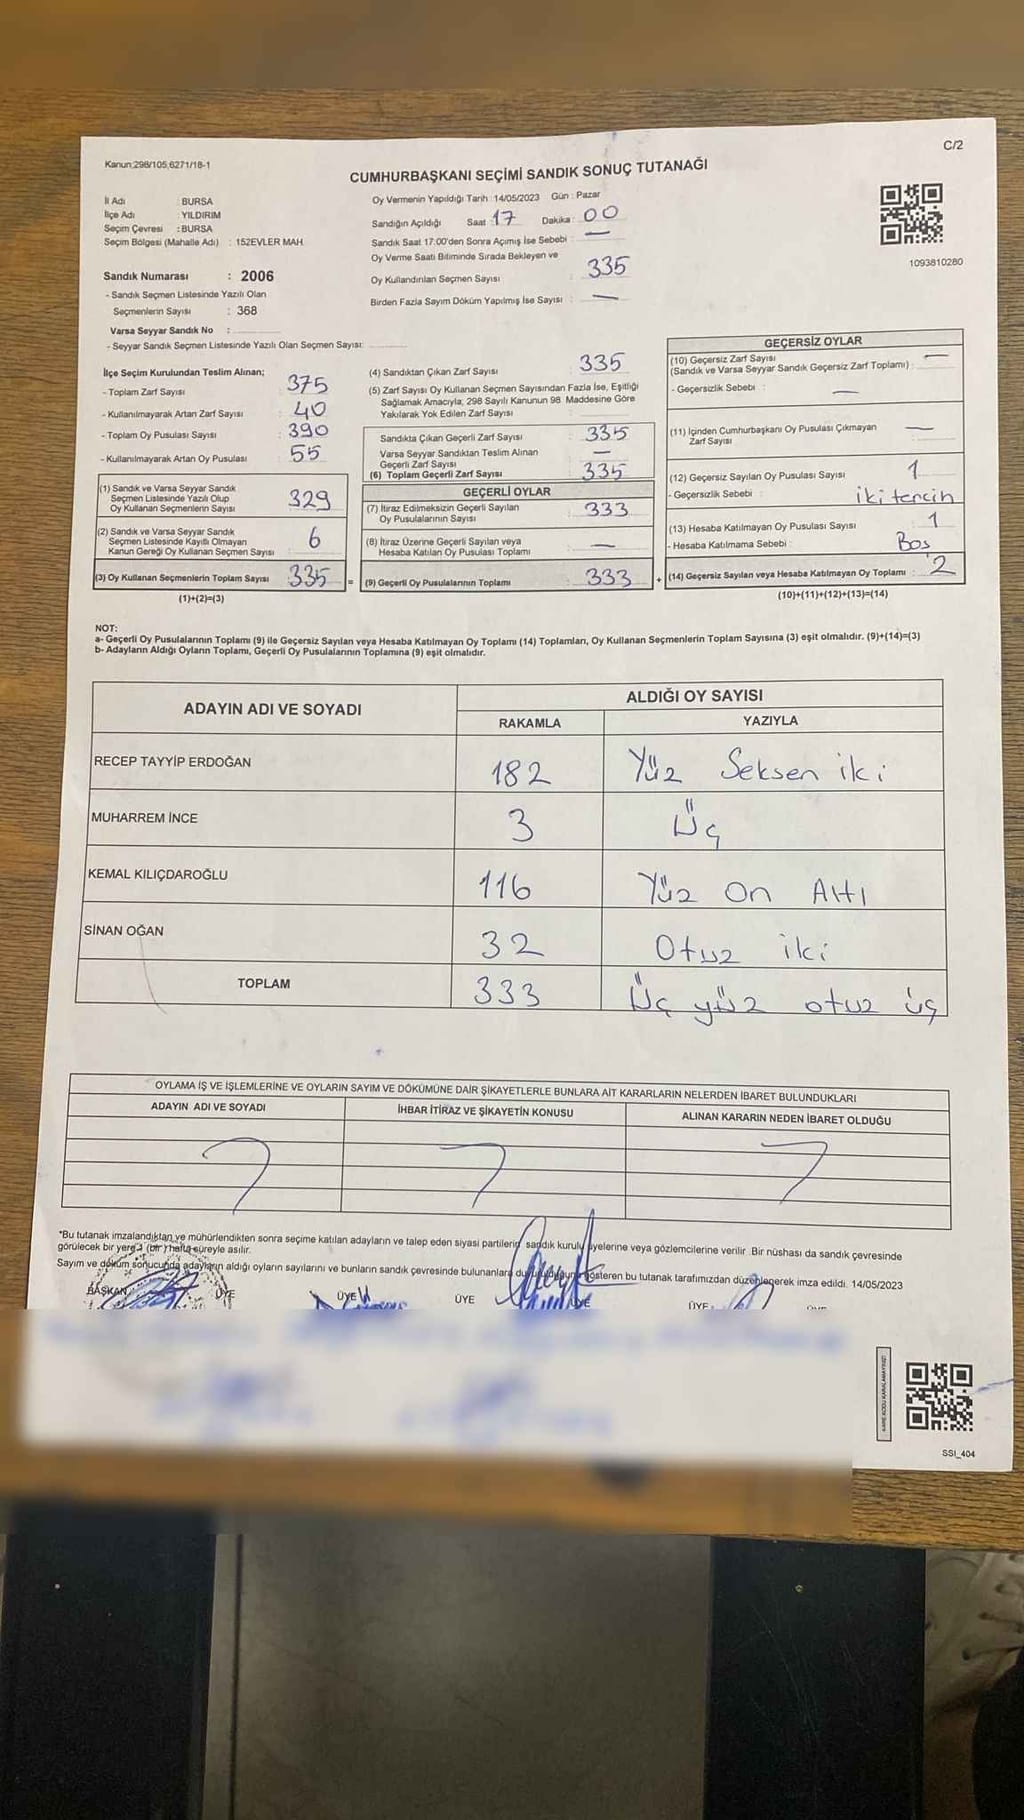 C/2
Kanun:298/105,6271/18-1
CUMHURBAŞKANI SEÇİMİ SANDIK SONUÇ TUTANAĞI
İl Adı : BURSA
İlçe Adı : YILDIRIM
Seçim Çevresi : BURSA
Seçim Bölgesi (Mahalle Adı) : 152EVLER MAH.
Sandık Numarası : 2006
- Sandık Seçmen Listesinde Yazılı Olan
Seçmenlerin Sayısı : 368
Varsa Seyyar Sandık No :
- Seyyar Sandık Seçmen Listesinde Yazılı Olan Seçmen Sayısı:
Oy Vermenin Yapıldığı Tarih : 14/05/2023 Gün : Pazar
Sandığın Açıldığı Saat : 17 Dakika : 00
Sandık Saat 17:00'den Sonra Açımış İse Sebebi : —
Oy Verme Saati Bitiminde Sırada Bekleyen ve
Oy Kullandırılan Seçmen Sayısı : 335
Birden Fazla Sayım Döküm Yapılmış İse Sayısı : —
1093810280
İlçe Seçim Kurulundan Teslim Alınan;
- Toplam Zarf Sayısı : 375
- Kullanılmayarak Artan Zarf Sayısı : 40
- Toplam Oy Pusulası Sayısı : 390
- Kullanılmayarak Artan Oy Pusulası : 55
(1) Sandık ve Varsa Seyyar Sandık
Seçmen Listesinde Yazılı Olup
Oy Kullanan Seçmenlerin Sayısı : 329
(2) Sandık ve Varsa Seyyar Sandık
Seçmen Listesinde Kayıtlı Olmayan
Kanun Gereği Oy Kullanan Seçmen Sayısı : 6
(3) Oy Kullanan Seçmenlerin Toplam Sayısı : 335 =
(1)+(2)=(3)
(4) Sandıktan Çıkan Zarf Sayısı : 335
(5) Zarf Sayısı Oy Kullanan Seçmen Sayısından Fazla İse, Eşitliği
Sağlamak Amacıyla; 298 Sayılı Kanunun 98. Maddesine Göre
Yakılarak Yok Edilen Zarf Sayısı :
Sandıkta Çıkan Geçerli Zarf Sayısı : 335
Varsa Seyyar Sandıktan Teslim Alınan
Geçerli Zarf Sayısı : —
(6) Toplam Geçerli Zarf Sayısı : 335
GEÇERLİ OYLAR
(7) İtiraz Edilmeksizin Geçerli Sayılan
Oy Pusulalarının Sayısı : 333
(8) İtiraz Üzerine Geçerli Sayılan veya
Hesaba Katılan Oy Pusulası Toplamı : —
(9) Geçerli Oy Pusulalarının Toplamı : 333 +
GEÇERSİZ OYLAR
(10) Geçersiz Zarf Sayısı
(Sandık ve Varsa Seyyar Sandık Geçersiz Zarf Toplamı) : —
- Geçersizlik Sebebi : —
(11) İçinden Cumhurbaşkanı Oy Pusulası Çıkmayan
Zarf Sayısı : —
(12) Geçersiz Sayılan Oy Pusulası Sayısı : 1
- Geçersizlik Sebebi : iki tercih
(13) Hesaba Katılmayan Oy Pusulası Sayısı : 1
- Hesaba Katılmama Sebebi : Boş
(14) Geçersiz Sayılan veya Hesaba Katılmayan Oy Toplamı : 2
(10)+(11)+(12)+(13)=(14)
NOT:
a- Geçerli Oy Pusulalarının Toplamı (9) ile Geçersiz Sayılan veya Hesaba Katılmayan Oy Toplamı (14) Toplamları, Oy Kullanan Seçmenlerin Toplam Sayısına (3) eşit olmalıdır. (9)+(14)=(3)
b- Adayların Aldığı Oyların Toplamı, Geçerli Oy Pusulalarının Toplamına (9) eşit olmalıdır.
ADAYIN ADI VE SOYADI
ALDIĞI OY SAYISI
RAKAMLA YAZIYLA
RECEP TAYYİP ERDOĞAN 182 Yüz Seksen iki
MUHARREM İNCE 3 Üç
KEMAL KILIÇDAROĞLU 116 Yüz On Altı
SİNAN OĞAN 32 Otuz iki
TOPLAM 333 Üç yüz otuz üç
OYLAMA İŞ VE İŞLEMLERİNE VE OYLARIN SAYIM VE DÖKÜMÜNE DAİR ŞİKAYETLERLE BUNLARA AİT KARARLARIN NELERDEN İBARET BULUNDUKLARI
ADAYIN ADI VE SOYADI İHBAR İTİRAZ VE ŞİKAYETİN KONUSU ALINAN KARARIN NEDEN İBARET OLDUĞU
*Bu tutanak imzalandıktan ve mühürlendikten sonra seçime katılan adayların ve talep eden siyasi partilerin sandık kurulu üyelerine veya gözlemcilerine verilir. Bir nüshası da sandık çevresinde
görülecek bir yere 1 (bir ) hafta süreyle asılır.
Sayım ve döküm sonucunda adayların aldığı oyların sayılarını ve bunların sandık çevresinde bulunanlara duyurulduğunu gösteren bu tutanak tarafımızdan düzenlenerek imza edildi. 14/05/2023
BAŞKAN ÜYE ÜYE ÜYE ÜYE ÜYE
SSI_404